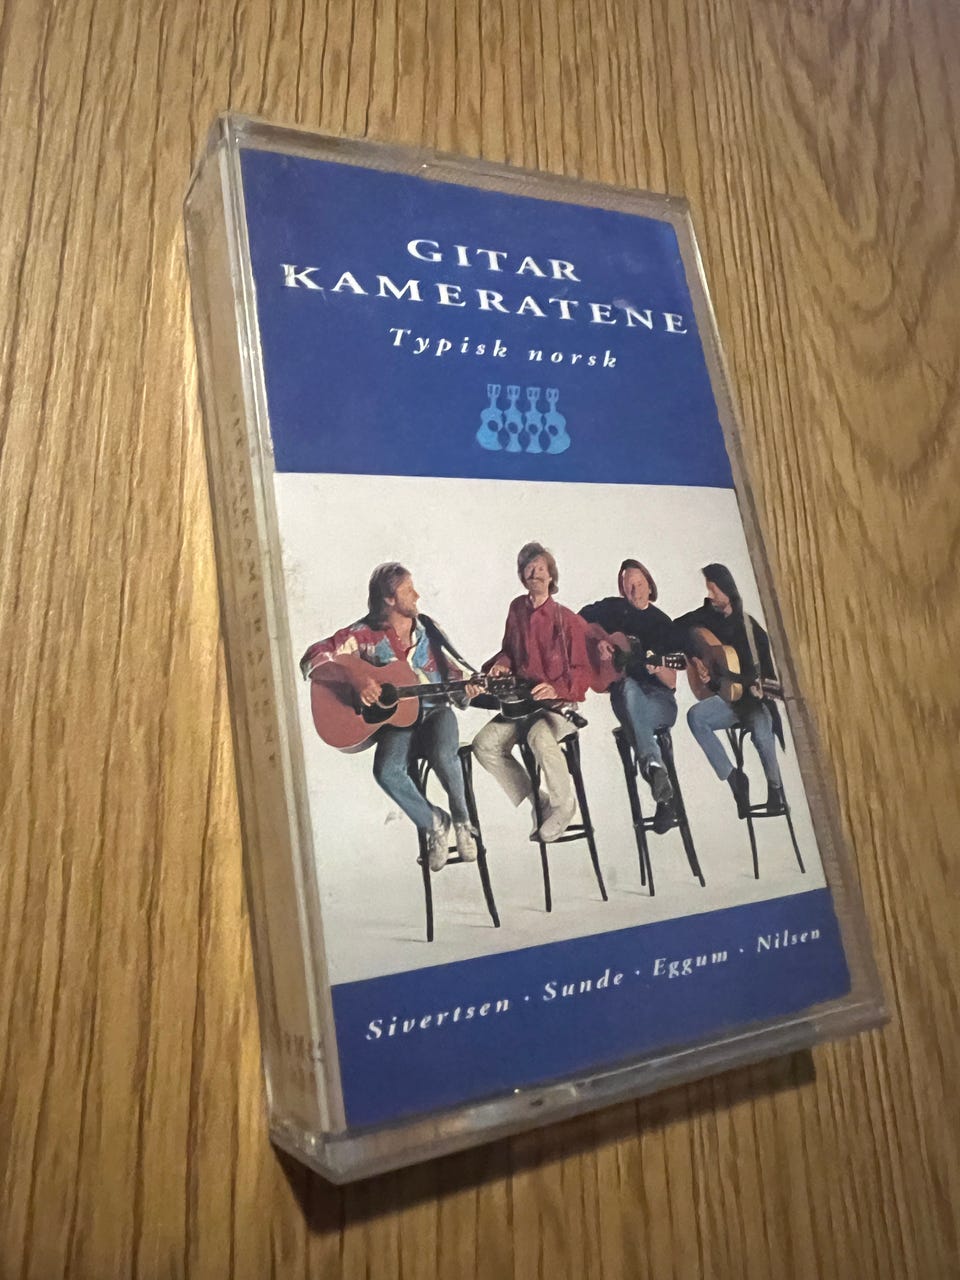 GITAR
KAMERATENE
Typisk norsk
Sivertsen · Sunde · Eggum · Nilsen